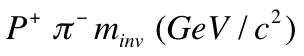 P⁺ π⁻ m_inv (GeV/c²)